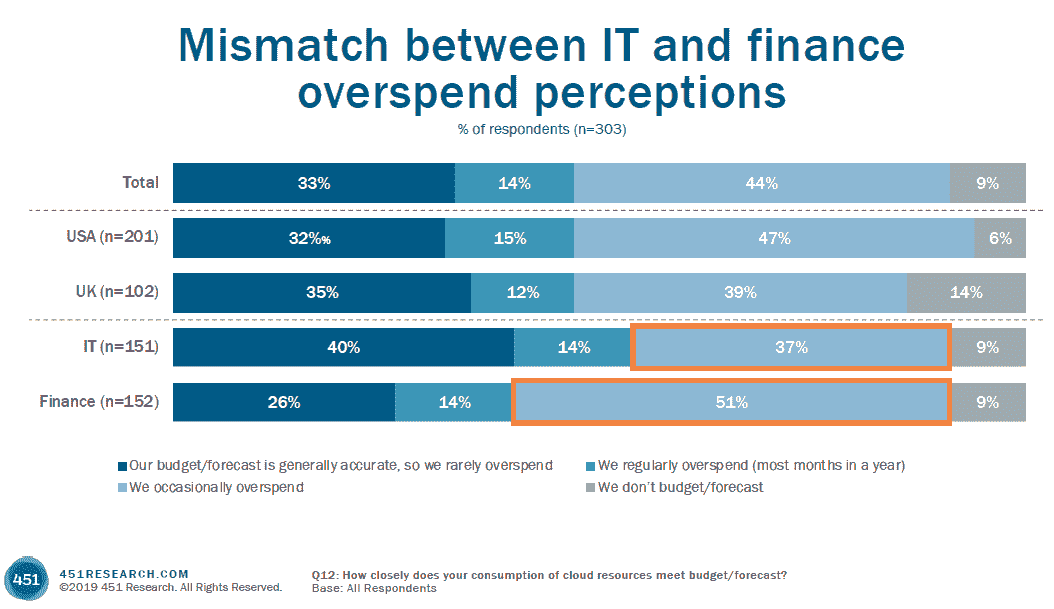 Mismatch between IT and finance
overspend perceptions
% of respondents (n=303)
Total 33% 14% 44% 9%
USA (n=201) 32%% 15% 47% 6%
UK (n=102) 35% 12% 39% 14%
IT (n=151) 40% 14% 37% 9%
Finance (n=152) 26% 14% 51% 9%
Our budget/forecast is generally accurate, so we rarely overspend We regularly overspend (most months in a year)
We occasionally overspend We don't budget/forecast
451 451RESEARCH.COM Q12: How closely does your consumption of cloud resources meet budget/forecast?
©2019 451 Research. All Rights Reserved. Base: All Respondents